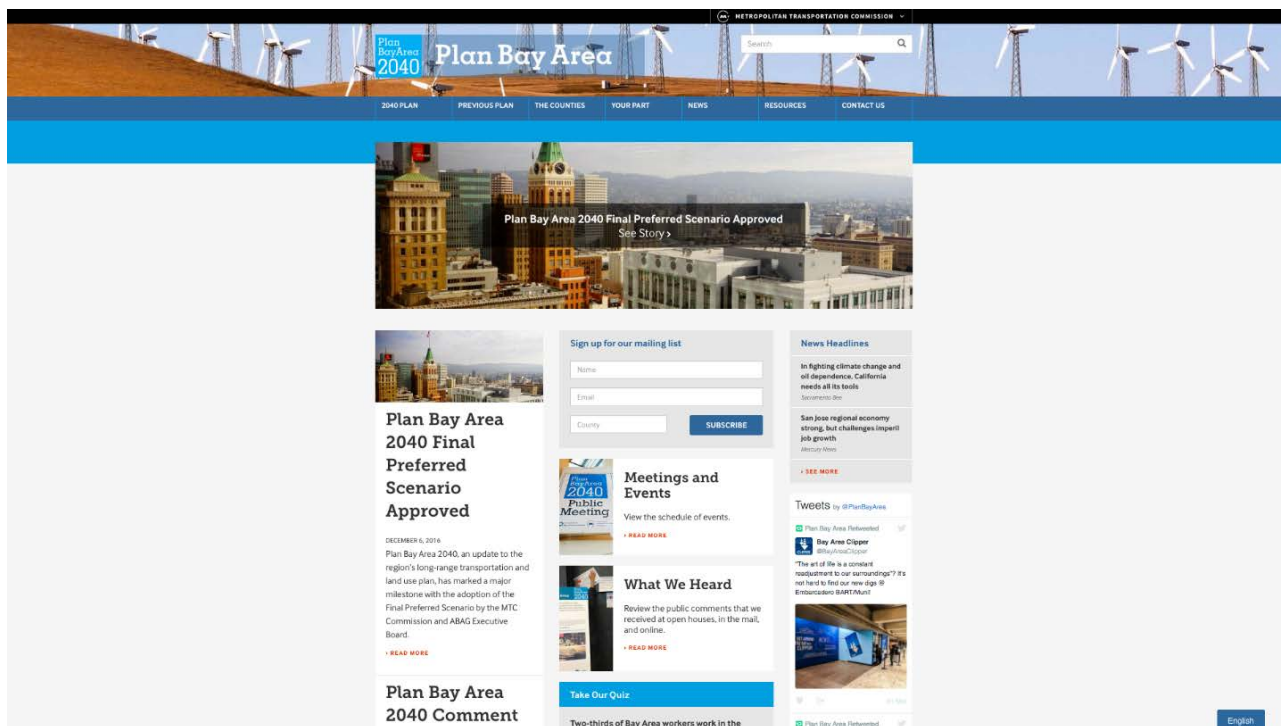 METROPOLITAN TRANSPORTATION COMMISSION
Plan
BayArea
2040
Plan Bay Area
Search
2040 PLAN
PREVIOUS PLAN
THE COUNTIES
YOUR PART
NEWS
RESOURCES
CONTACT US
Plan Bay Area 2040 Final Preferred Scenario Approved
See Story ›
Plan Bay Area
2040 Final
Preferred
Scenario
Approved
DECEMBER 6, 2016
Plan Bay Area 2040, an update to the
region's long-range transportation and
land use plan, has marked a major
milestone with the adoption of the
Final Preferred Scenario by the MTC
Commission and ABAG Executive
Board.
› READ MORE
Plan Bay Area
2040 Comment
Sign up for our mailing list
Name
Email
County
SUBSCRIBE
Plan
BayArea
2040
Public
Meeting
Meetings and
Events
View the schedule of events.
› READ MORE
What We Heard
Review the public comments that we
received at open houses, in the mail,
and online.
› READ MORE
Take Our Quiz
Two-thirds of Bay Area workers work in the
News Headlines
In fighting climate change and
oil dependence, California
needs all its tools
Sacramento Bee
San Jose regional economy
strong, but challenges imperil
job growth
Mercury News
› SEE MORE
Tweets by @PlanBayArea
Plan Bay Area Retweeted
Bay Area Clipper
@BayAreaClipper
"The art of life is a constant
readjustment to our surroundings"? It's
not hard to find our new digs @
Embarcadero BART/Muni!
Plan Bay Area Retweeted
English